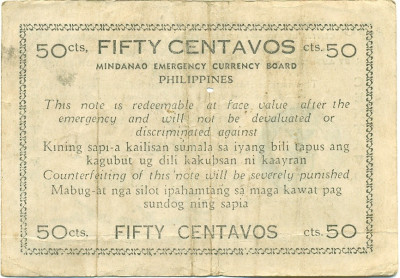 50cts. FIFTY CENTAVOS cts. 50
MINDANAO EMERGENCY CURRENCY BOARD
PHILIPPINES
This note is redeemable at face value after the
emergency and will not be devaluated or
discriminated against
Kining sapi-a kailisan sumala sa iyang bili tapus ang
kagubut ug dili kakubsan ni kaayran
Counterfeiting of this note will be severely punished
Mabug-at nga silot ipahamtang sa maga kawat pag
sundog ning sapia
50cts. FIFTY CENTAVOS cts. 50